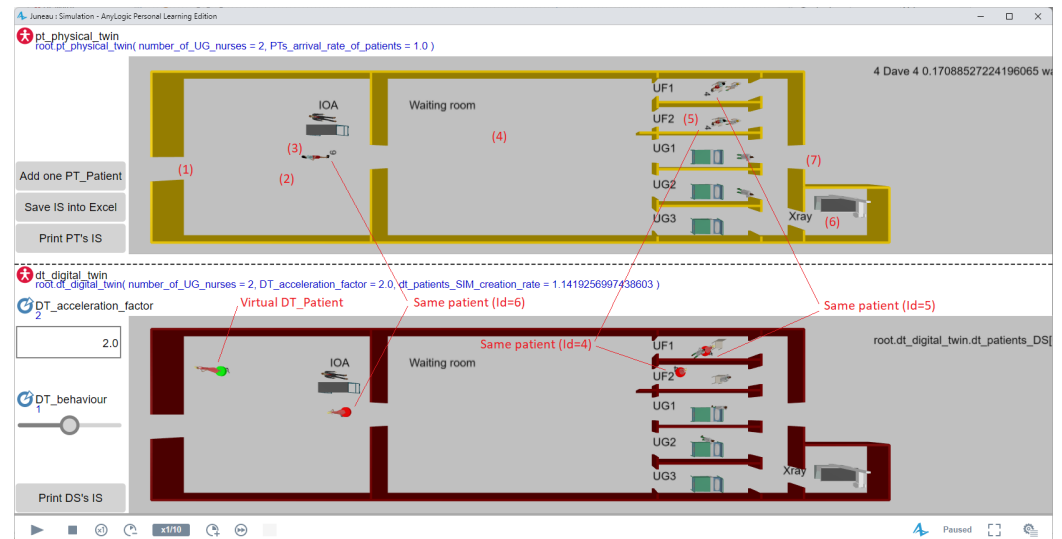 Juneau : Simulation - AnyLogic Personal Learning Edition
pt_physical_twin
root.pt_physical_twin( number_of_UG_nurses = 2, PTs_arrival_rate_of_patients = 1.0 )
4 Dave 4 0.17088527224196065 wa
UF1
IOA
Waiting room
UF2
(5)
(4)
(3)
UG1
(7)
(1)
Add one PT_Patient
(2)
UG2
Save IS into Excel
UG3
Xray
(6)
Print PT's IS
dt_digital_twin
root.dt_digital_twin( number_of_UG_nurses = 2, DT_acceleration_factor = 2.0, dt_patients_SIM_creation_rate = 1.1419256997438603 )
DT_acceleration_factor
2
Virtual DT_Patient
Same patient (Id=6)
Same patient (Id=5)
2.0
Same patient (Id=4)
UF1
root.dt_digital_twin.dt_patients_DS[
IOA
Waiting room
UF2
DT_behaviour
1
UG1
UG2
UG3
Xray
Print DS's IS
x1
x1/10
Paused